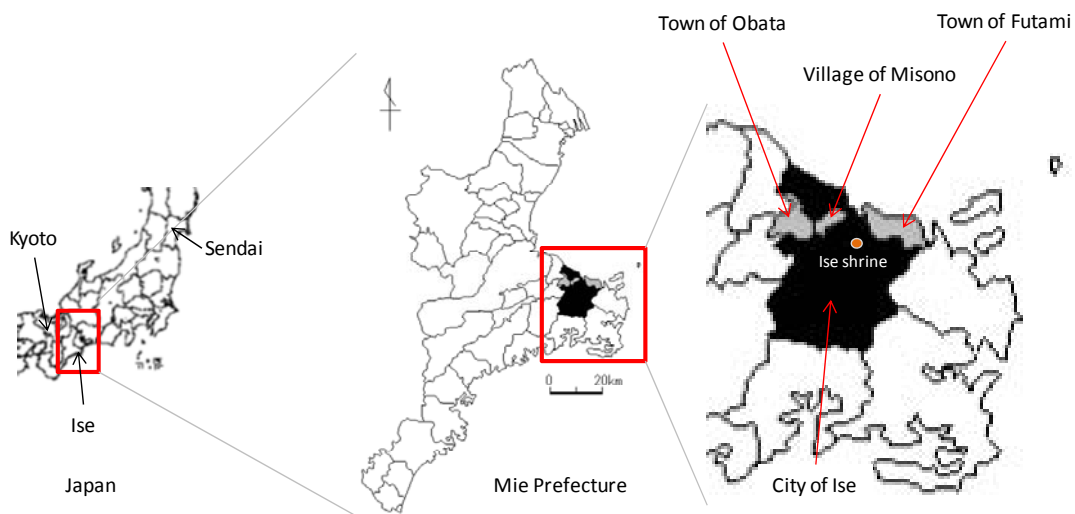 Town of Obata
Town of Futami
Village of Misono
Kyoto
Sendai
Ise shrine
0 20km
Ise
Japan
Mie Prefecture
City of Ise